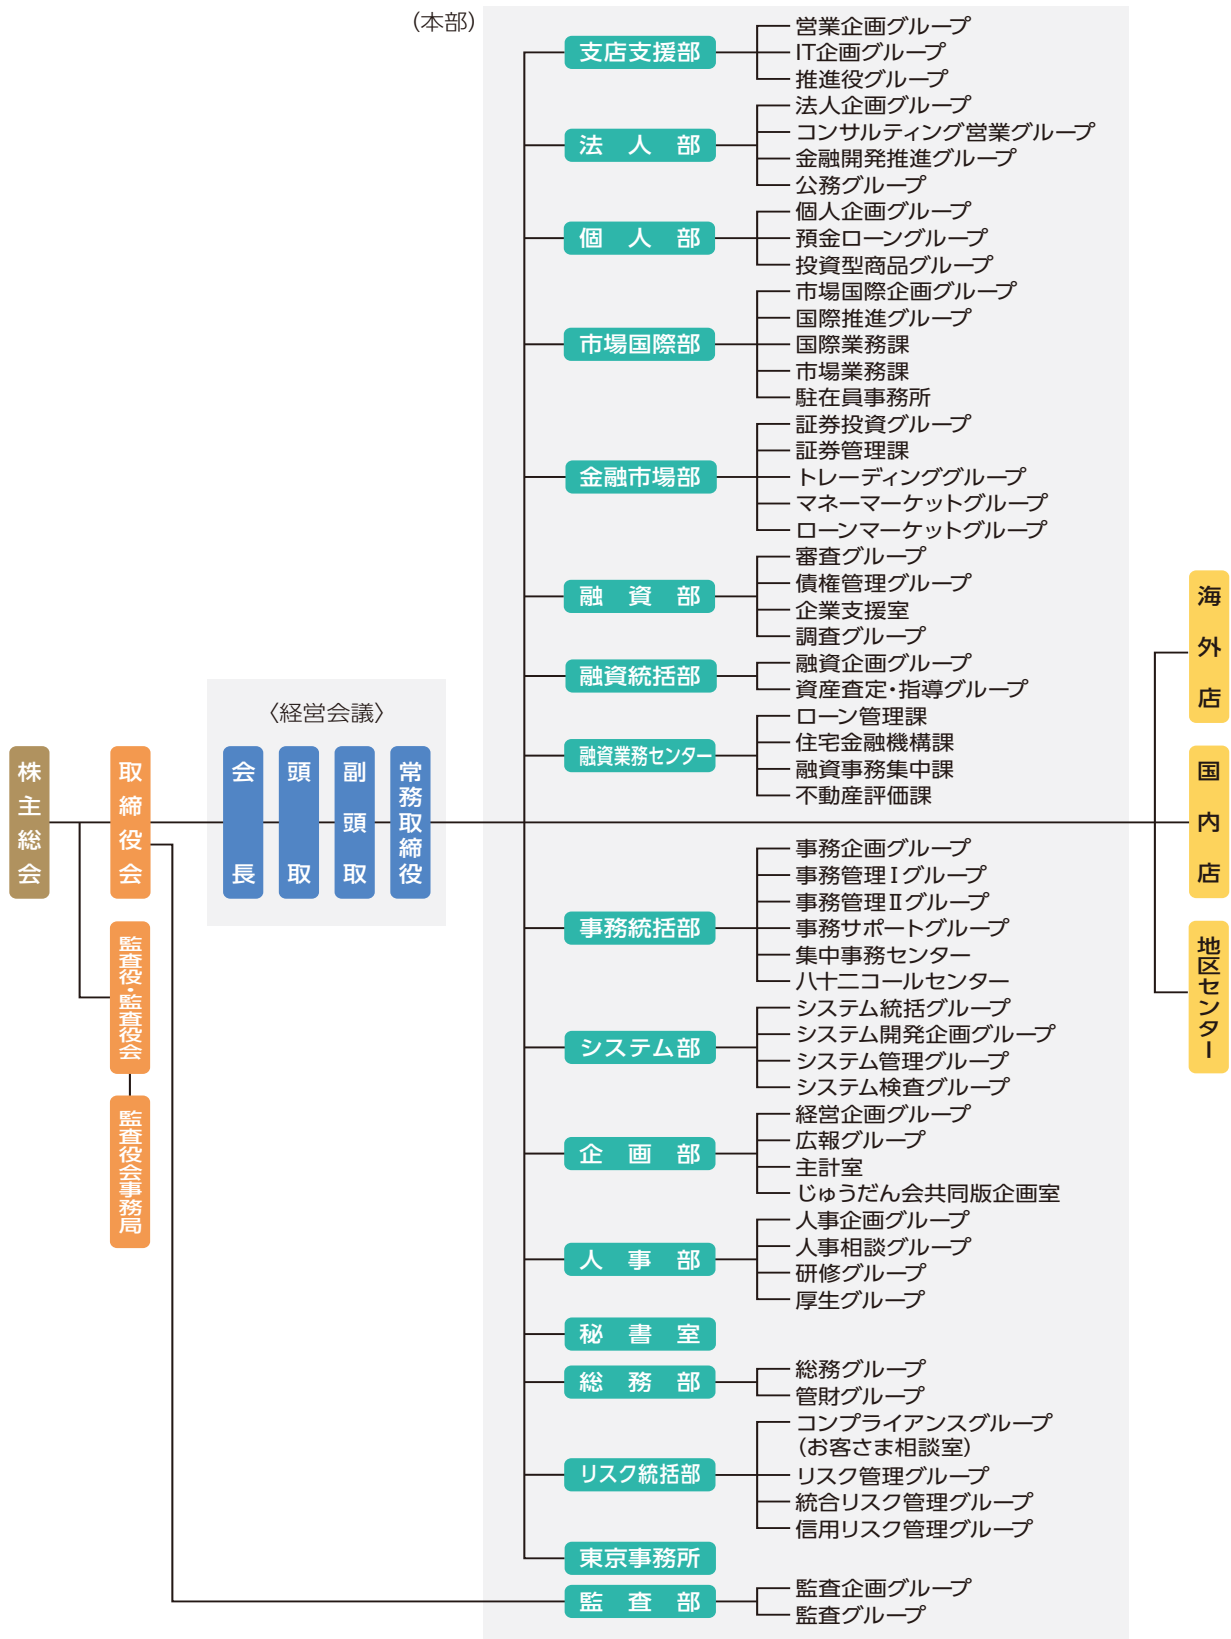 (本部)
支店支援部
営業企画グループ
IT企画グループ
推進役グループ
法人部
法人企画グループ
コンサルティング営業グループ
金融開発推進グループ
公務グループ
個人部
個人企画グループ
預金ローングループ
投資型商品グループ
市場国際部
市場国際企画グループ
国際推進グループ
国際業務課
市場業務課
駐在員事務所
金融市場部
証券投資グループ
証券管理課
トレーディンググループ
マネーマーケットグループ
ローンマーケットグループ
融資部
審査グループ
債権管理グループ
企業支援室
調査グループ
融資統括部
融資企画グループ
資産査定・指導グループ
融資業務センター
ローン管理課
住宅金融機構課
融資事務集中課
不動産評価課
株主総会
取締役会
監査役・監査役会
監査役会事務局
〈経営会議〉
会長
頭取
副頭取
常務取締役
事務統括部
事務企画グループ
事務管理Ⅰグループ
事務管理Ⅱグループ
事務サポートグループ
集中事務センター
八十二コールセンター
システム部
システム統括グループ
システム開発企画グループ
システム管理グループ
システム検査グループ
企画部
経営企画グループ
広報グループ
主計室
じゅうだん会共同版企画室
人事部
人事企画グループ
人事相談グループ
研修グループ
厚生グループ
秘書室
総務部
総務グループ
管財グループ
リスク統括部
コンプライアンスグループ
(お客さま相談室)
リスク管理グループ
統合リスク管理グループ
信用リスク管理グループ
東京事務所
監査部
監査企画グループ
監査グループ
海外店
国内店
地区センター